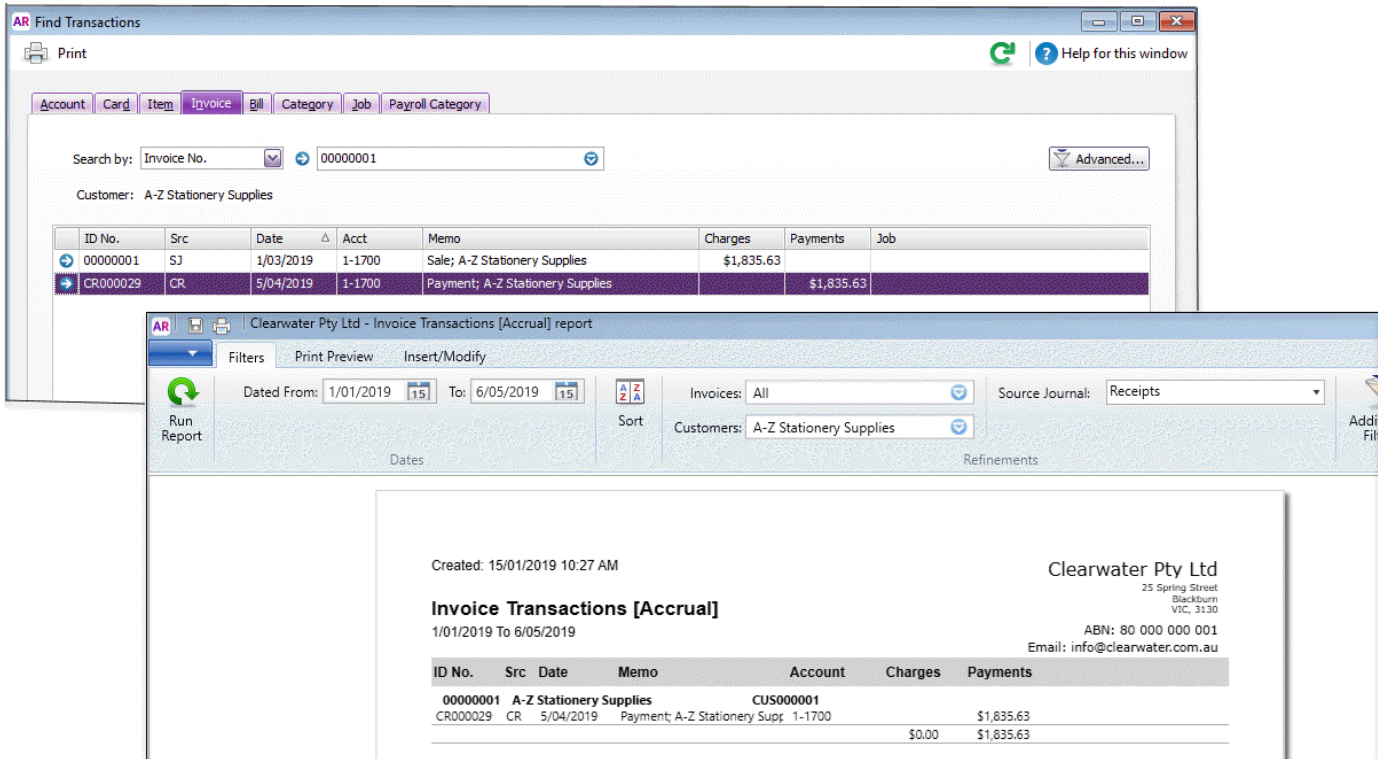 AR Find Transactions
Print
? Help for this window
Account Card Item Invoice Bill Category Job Payroll Category
Search by: Invoice No. 00000001 Advanced...
Customer: A-Z Stationery Supplies
ID No. Src Date Acct Memo Charges Payments Job
00000001 SJ 1/03/2019 1-1700 Sale; A-Z Stationery Supplies $1,835.63
CR000029 CR 5/04/2019 1-1700 Payment; A-Z Stationery Supplies $1,835.63
AR Clearwater Pty Ltd - Invoice Transactions [Accrual] report
Filters Print Preview Insert/Modify
Dated From: 1/01/2019 15 To: 6/05/2019 15
A Z
Z A
Invoices: All
Source Journal: Receipts
Run
Report
Sort
Customers: A-Z Stationery Supplies
Addi
Filt
Dates
Refinements
Created: 15/01/2019 10:27 AM
Clearwater Pty Ltd
25 Spring Street
Blackburn
VIC, 3130
Invoice Transactions [Accrual]
1/01/2019 To 6/05/2019
ABN: 80 000 000 001
Email: info@clearwater.com.au
ID No. Src Date Memo Account Charges Payments
00000001 A-Z Stationery Supplies CUS000001
CR000029 CR 5/04/2019 Payment; A-Z Stationery Supp 1-1700 $1,835.63
$0.00 $1,835.63